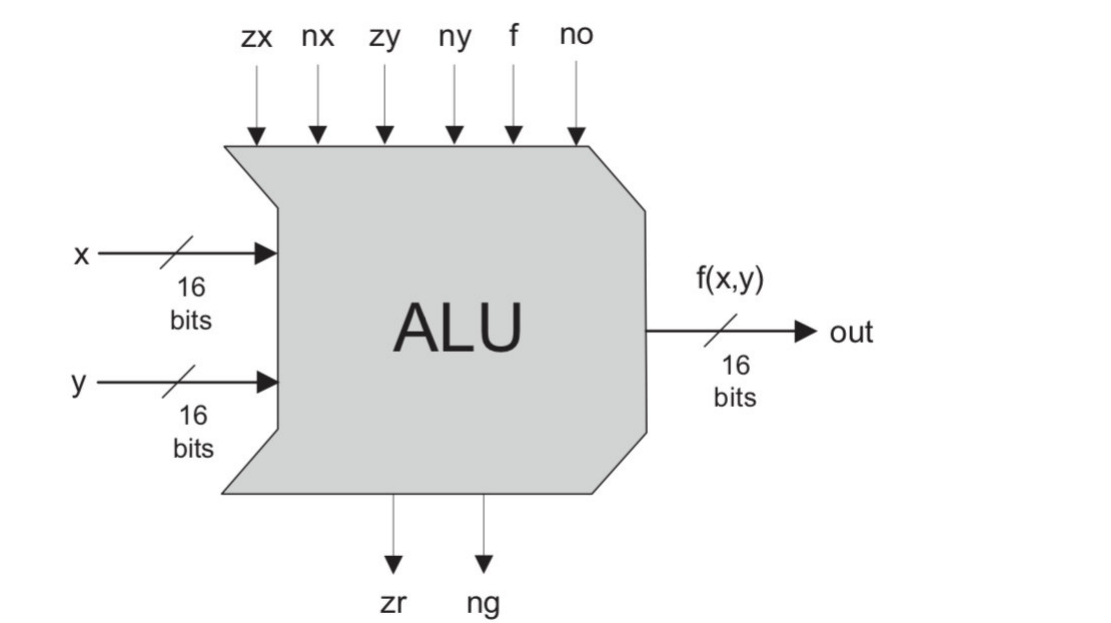 zx nx zy ny f no
x
16
bits
ALU
f(x,y)
out
16
bits
y
16
bits
zr ng